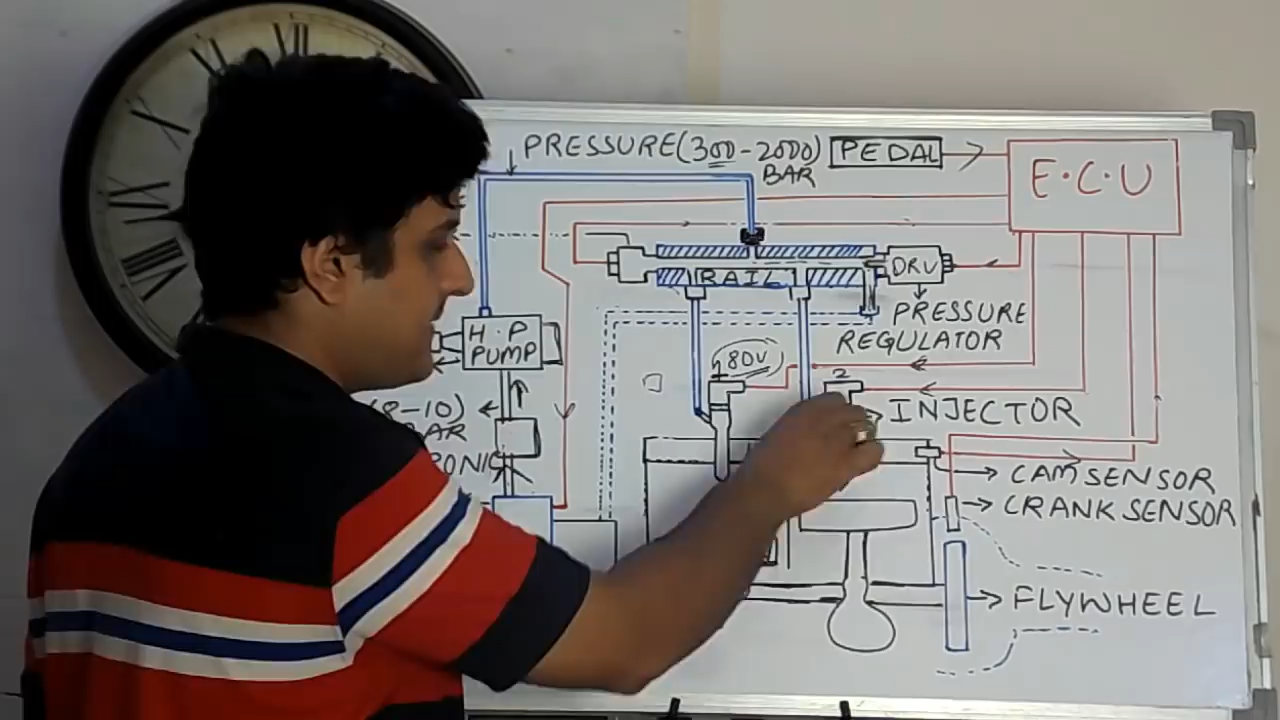 PRESSURE(300-2000)
BAR
PEDAL
E.C.U
RAIL
DRV
PRESSURE
REGULATOR
H.P
PUMP
80V
2
(8-10)
BAR
INJECTOR
CAM SENSOR
CRANK SENSOR
FLYWHEEL